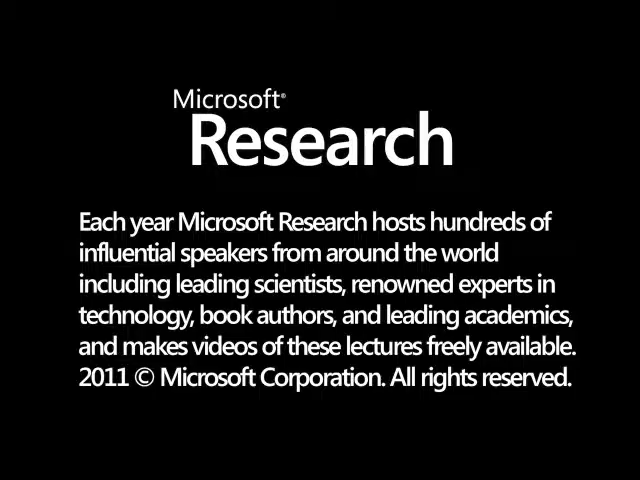 Microsoft®
Research
Each year Microsoft Research hosts hundreds of
influential speakers from around the world
including leading scientists, renowned experts in
technology, book authors, and leading academics,
and makes videos of these lectures freely available.
2011 © Microsoft Corporation. All rights reserved.